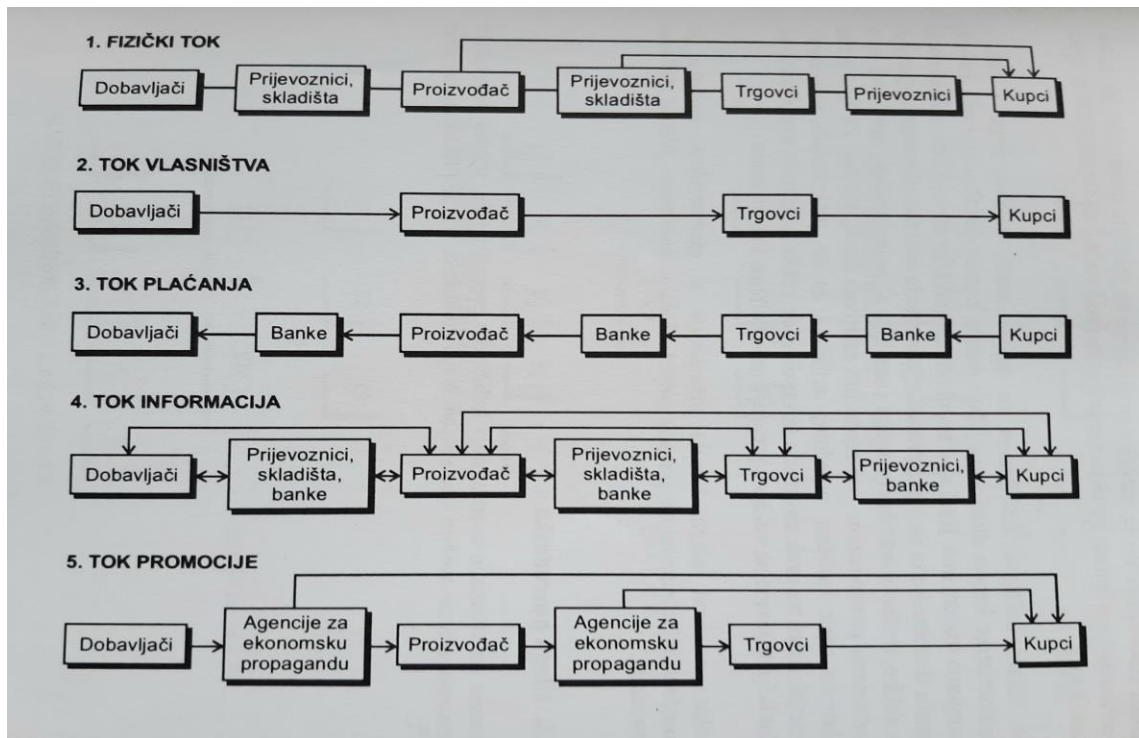 1. FIZIČKI TOK
Dobavljači
Prijevoznici,
skladišta
Proizvođač
Prijevoznici,
skladišta
Trgovci
Prijevoznici
Kupci
2. TOK VLASNIŠTVA
Dobavljači
Proizvođač
Trgovci
Kupci
3. TOK PLAĆANJA
Dobavljači
Banke
Proizvođač
Banke
Trgovci
Banke
Kupci
4. TOK INFORMACIJA
Dobavljači
Prijevoznici,
skladišta,
banke
Proizvođač
Prijevoznici,
skladišta,
banke
Trgovci
Prijevoznici,
banke
Kupci
5. TOK PROMOCIJE
Dobavljači
Agencije za
ekonomsku
propagandu
Proizvođač
Agencije za
ekonomsku
propagandu
Trgovci
Kupci